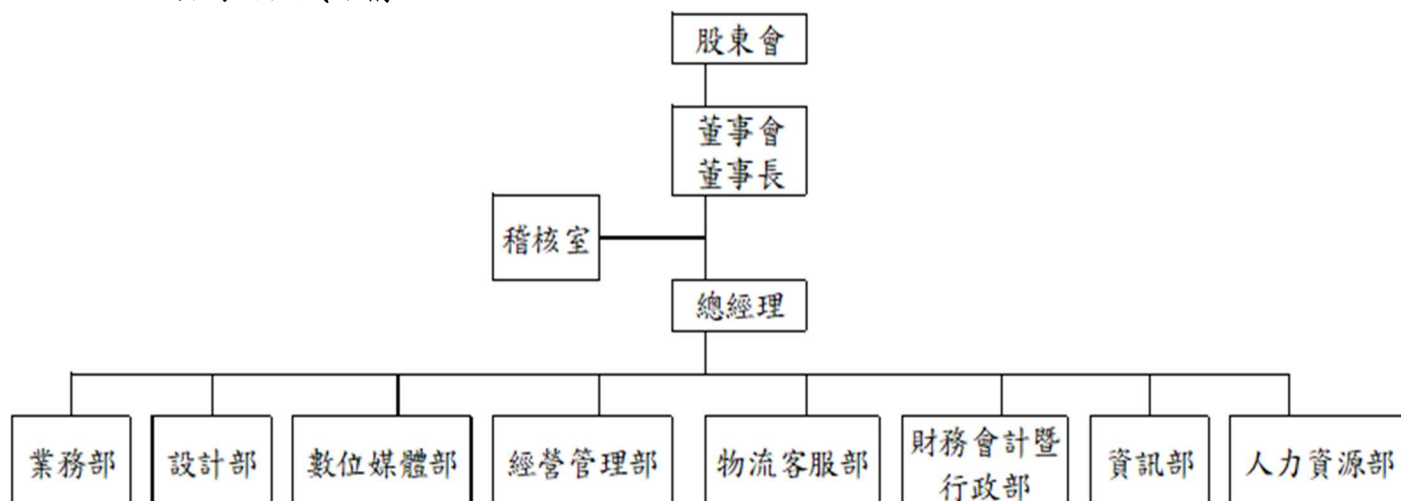 股東會
董事會
董事長
稽核室
總經理
業務部
設計部
數位媒體部
經營管理部
物流客服部
財務會計暨
行政部
資訊部
人力資源部